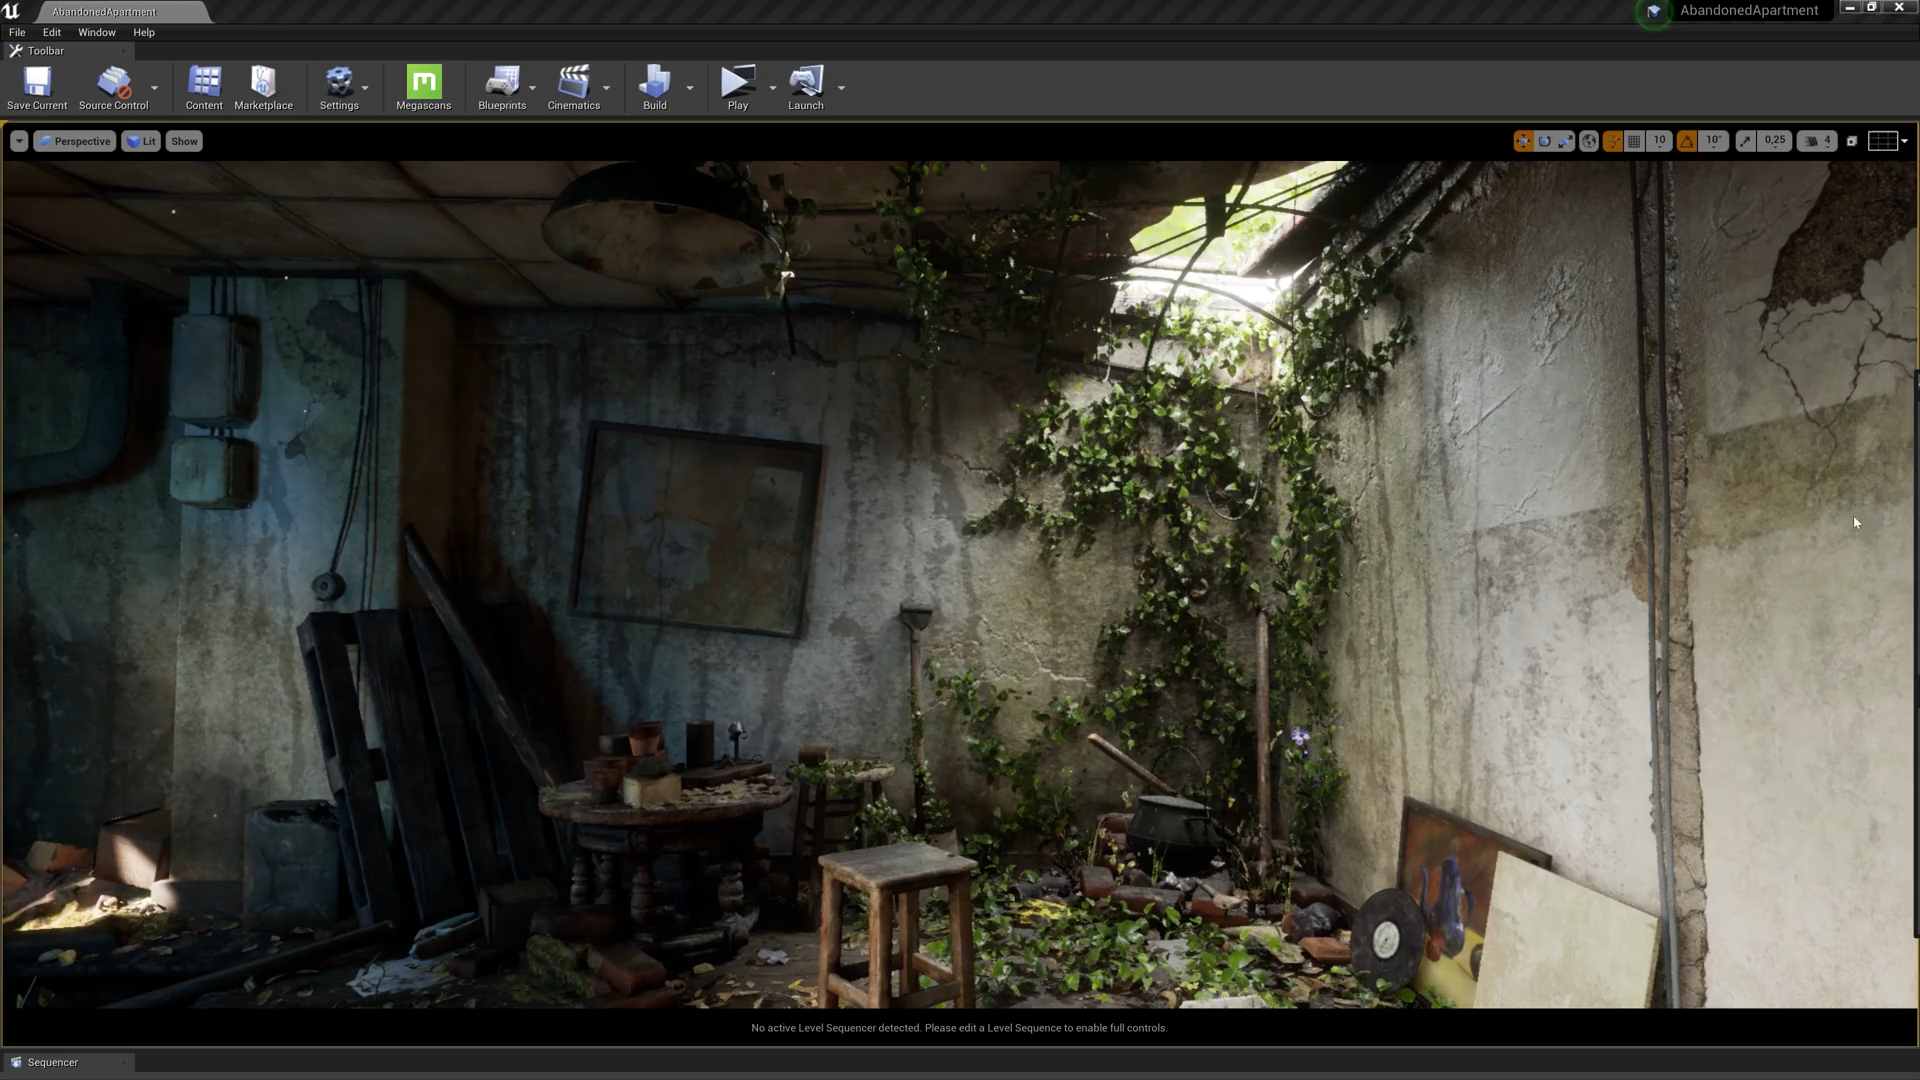 AbandonedApartment
AbandonedApartment
File Edit Window Help
Toolbar
Save Current Source Control Content Marketplace Settings Megascans Blueprints Cinematics Build Play Launch
Perspective Lit Show 10 10° 0,25 4
No active Level Sequencer detected. Please edit a Level Sequence to enable full controls.
Sequencer